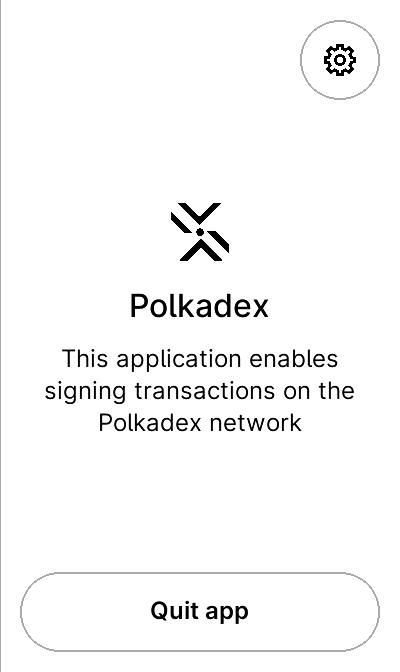 Polkadex
This application enables
signing transactions on the
Polkadex network
Quit app